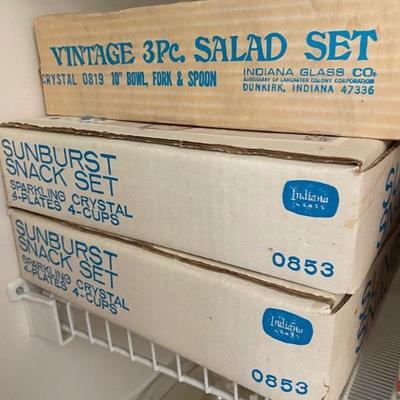 VINTAGE 3PC. SALAD SET
CRYSTAL 0819 10" BOWL, FORK & SPOON
INDIANA GLASS CO.
SUBSIDIARY OF LANCASTER COLONY CORPORATION
DUNKIRK, INDIANA 47336
SUNBURST
SNACK SET
SPARKLING CRYSTAL
4-PLATES 4-CUPS
Indiana
GLASS
0853
SUNBURST
SNACK SET
SPARKLING CRYSTAL
4-PLATES 4-CUPS
Indiana
GLASS
0853